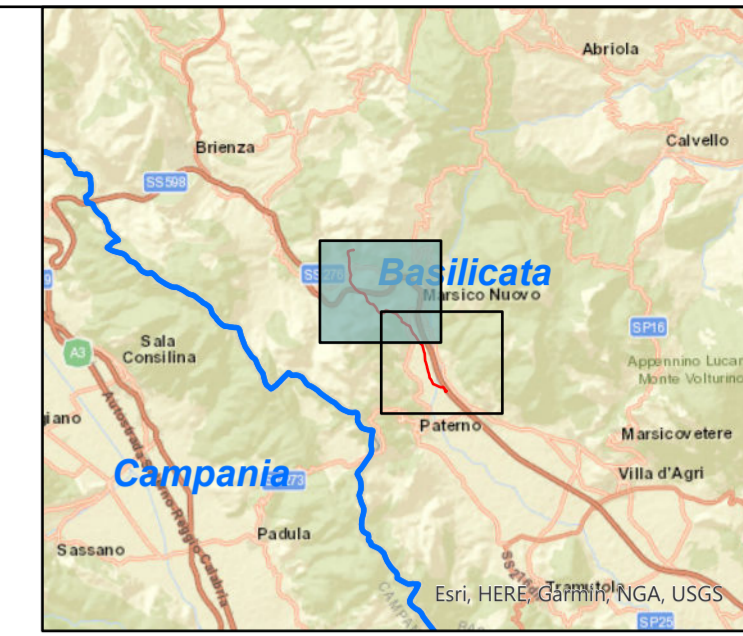 Abriola
Calvello
Brienza
SS598
SS276
Basilicata
Marsico Nuovo
SP16
Sala
Consilina
A3
Appennino Lucan
Monte Volturino
iano
Paterno
Marsicovetere
Villa d'Agri
Campania
Padula
Sassano
Tramutola
Esri, HERE, Garmin, NGA, USGS
SP25